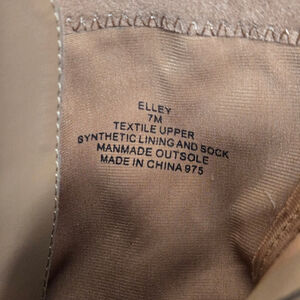 ELLEY
7M
TEXTILE UPPER
SYNTHETIC LINING AND SOCK
MANMADE OUTSOLE
MADE IN CHINA 975